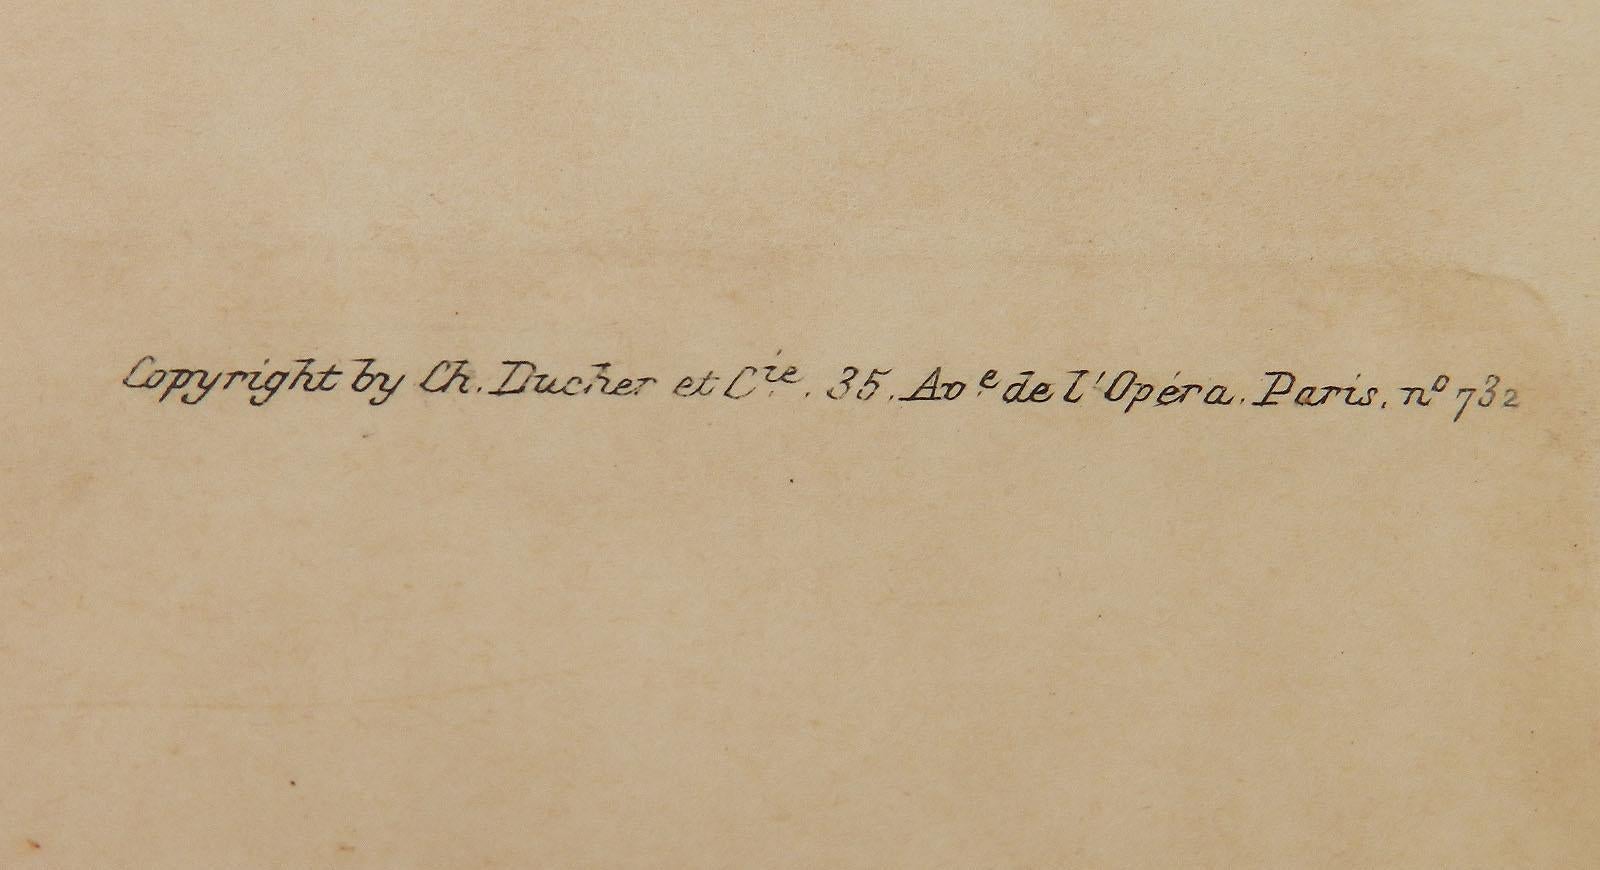 Copyright by Ch. Ducher et Cie. 35. Ave de l'Opéra. Paris. nº 732